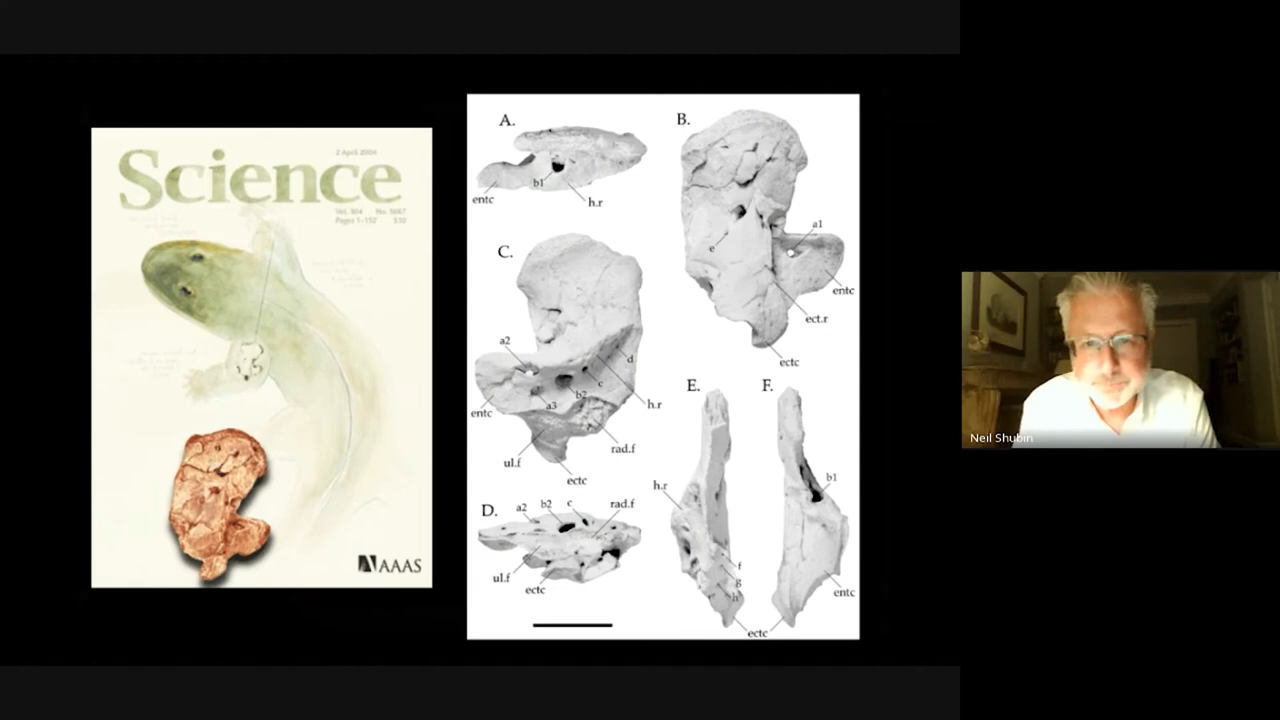 Science
2 April 2004
Vol. 304 No. 5667
Pages 1–152 $10
AAAS
A.
b1
entc
h.r
B.
a1
e
entc
ect.r
ectc
C.
a2
d
c
b2
a3
h.r
entc
rad.f
ul.f
ectc
D.
a2
b2
c
rad.f
ul.f
ectc
E.
h.r
f
g
h
F.
b1
entc
ectc
Neil Shubin